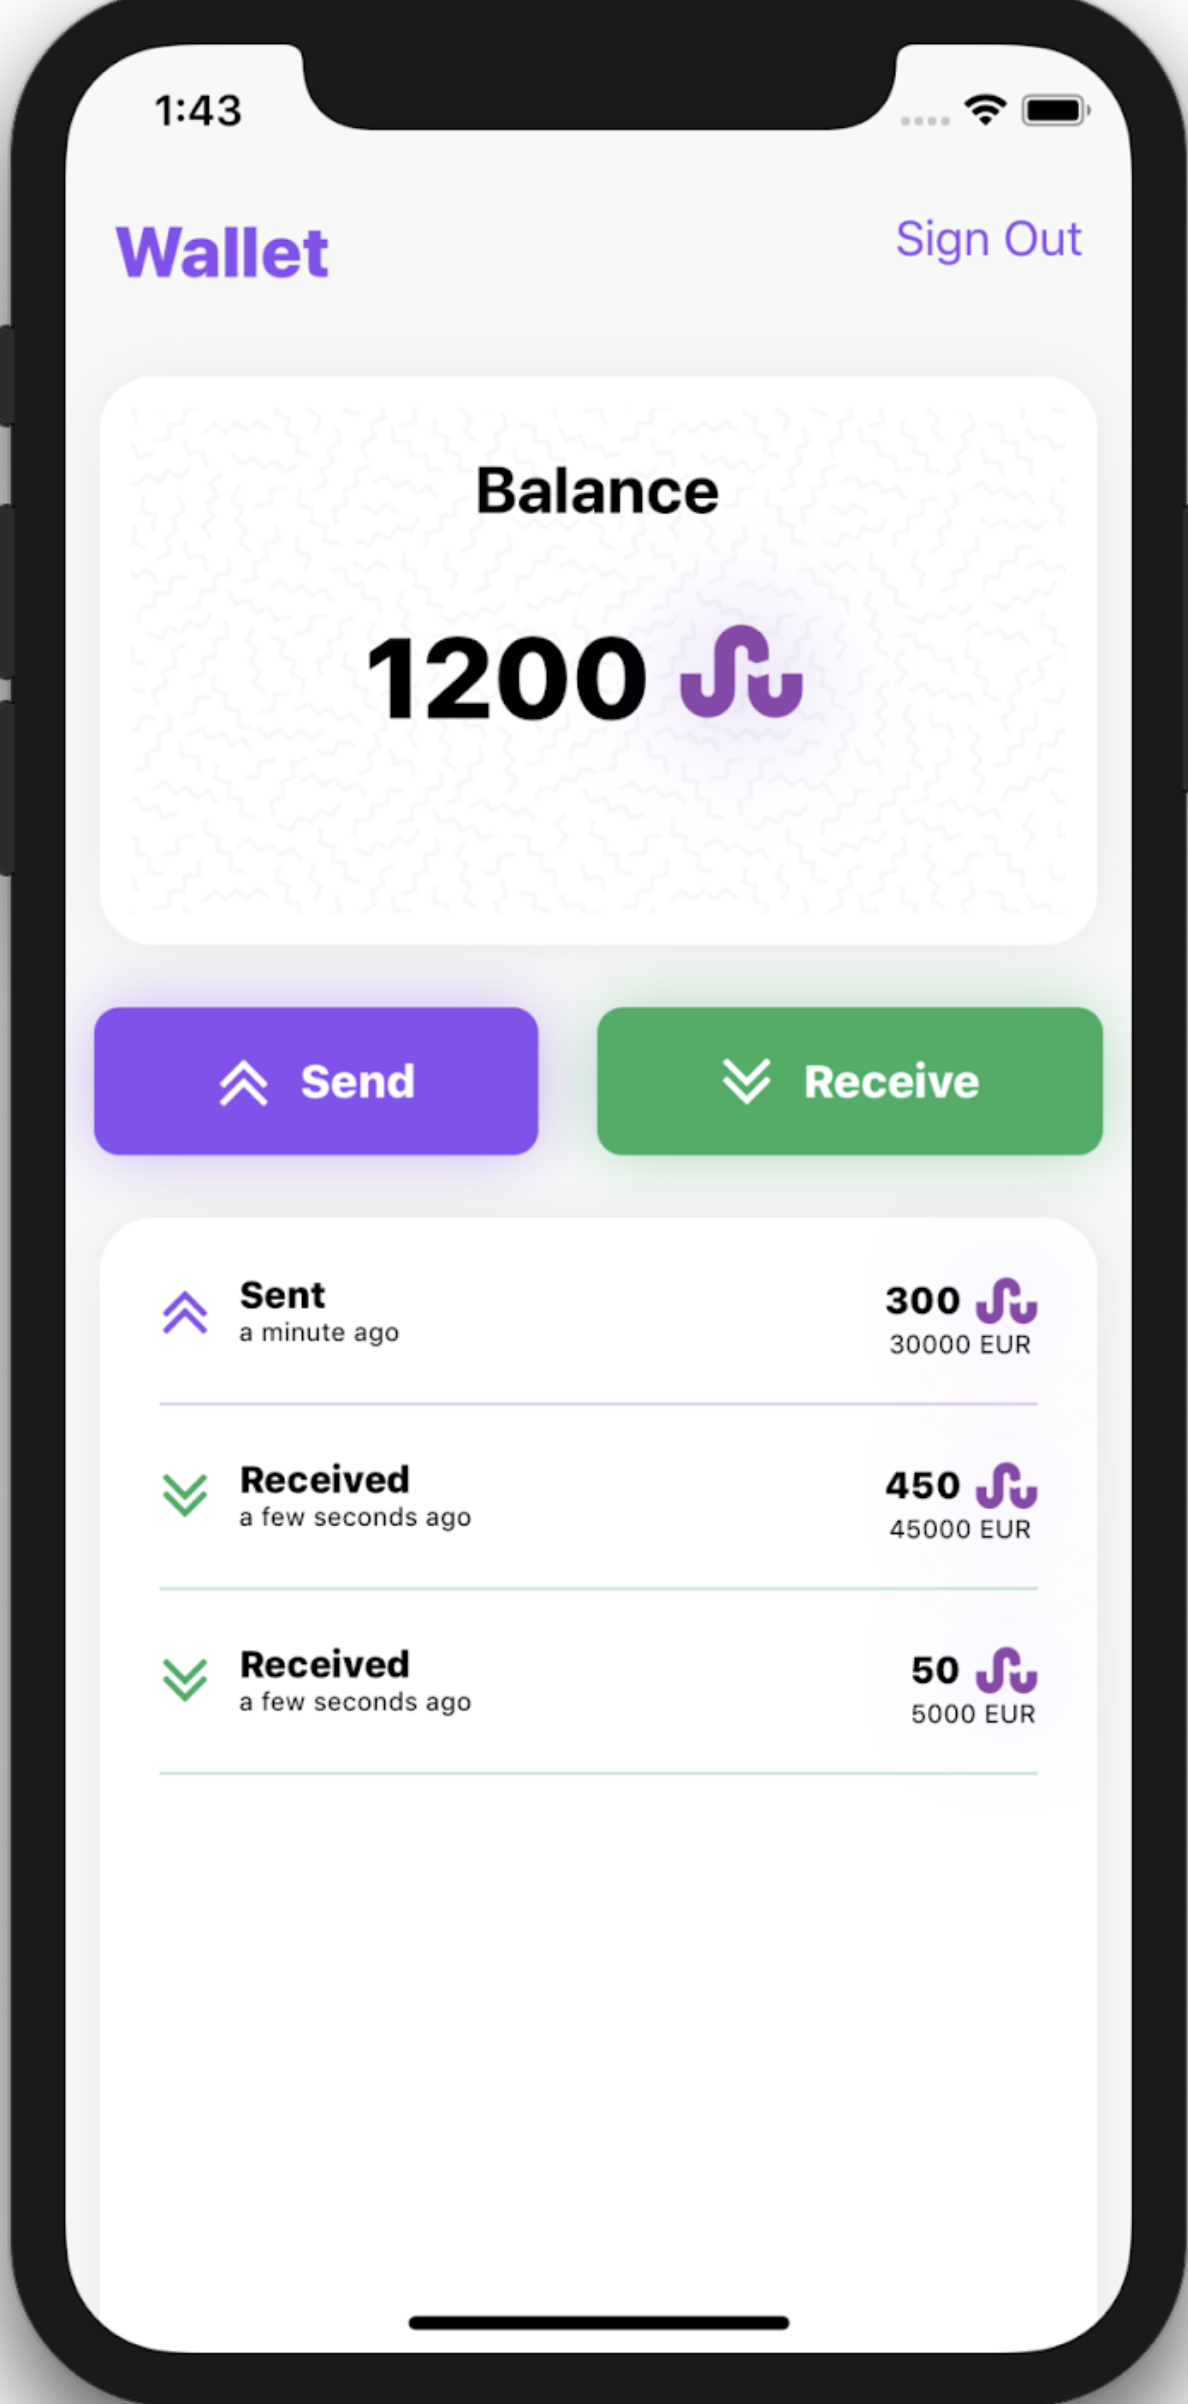 1:43
Wallet
Sign Out
Balance
1200
Send
Receive
Sent
a minute ago
300
30000 EUR
Received
a few seconds ago
450
45000 EUR
Received
a few seconds ago
50
5000 EUR